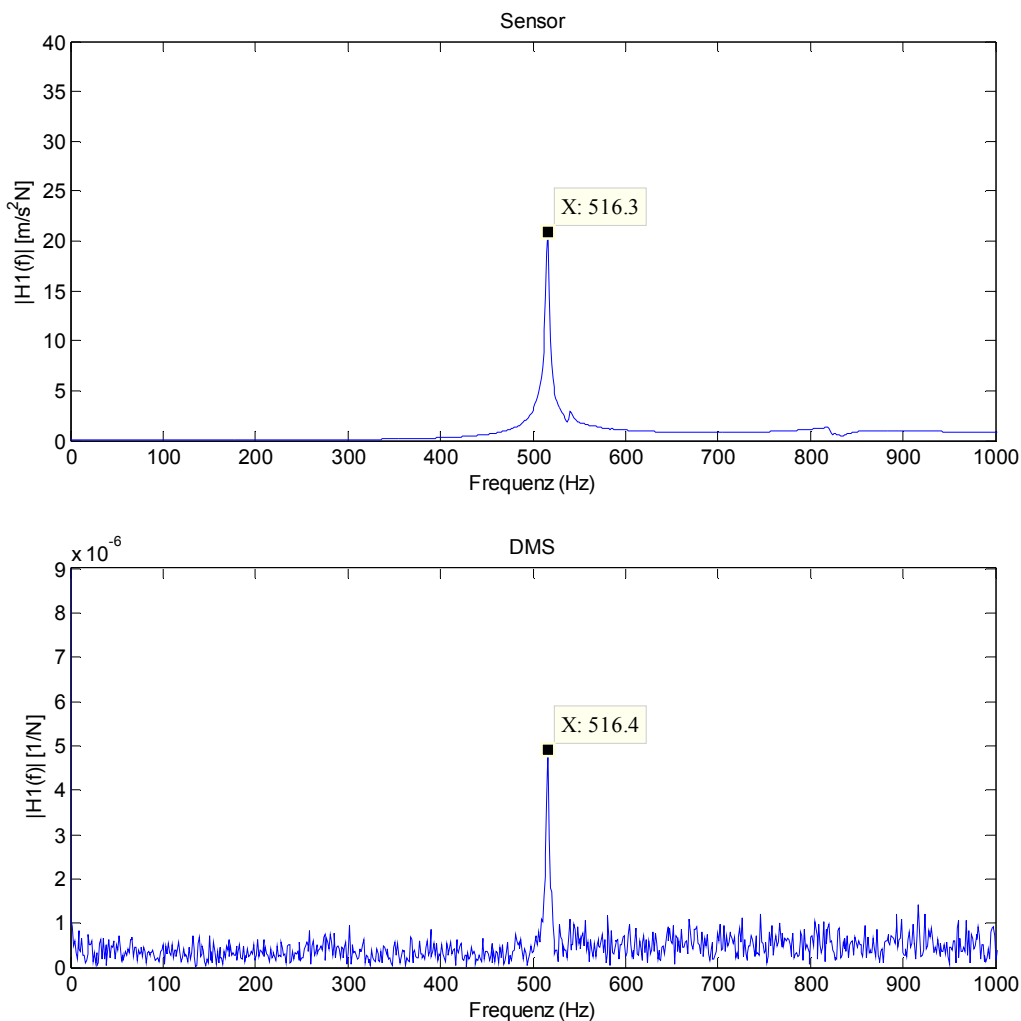 Sensor
40
35
30
25
20
15
10
5
0
|H1(f)| [m/s²N]
X: 516.3
0 100 200 300 400 500 600 700 800 900 1000
Frequenz (Hz)
x 10⁻⁶
DMS
9
8
7
6
5
4
3
2
1
0
|H1(f)| [1/N]
X: 516.4
0 100 200 300 400 500 600 700 800 900 1000
Frequenz (Hz)